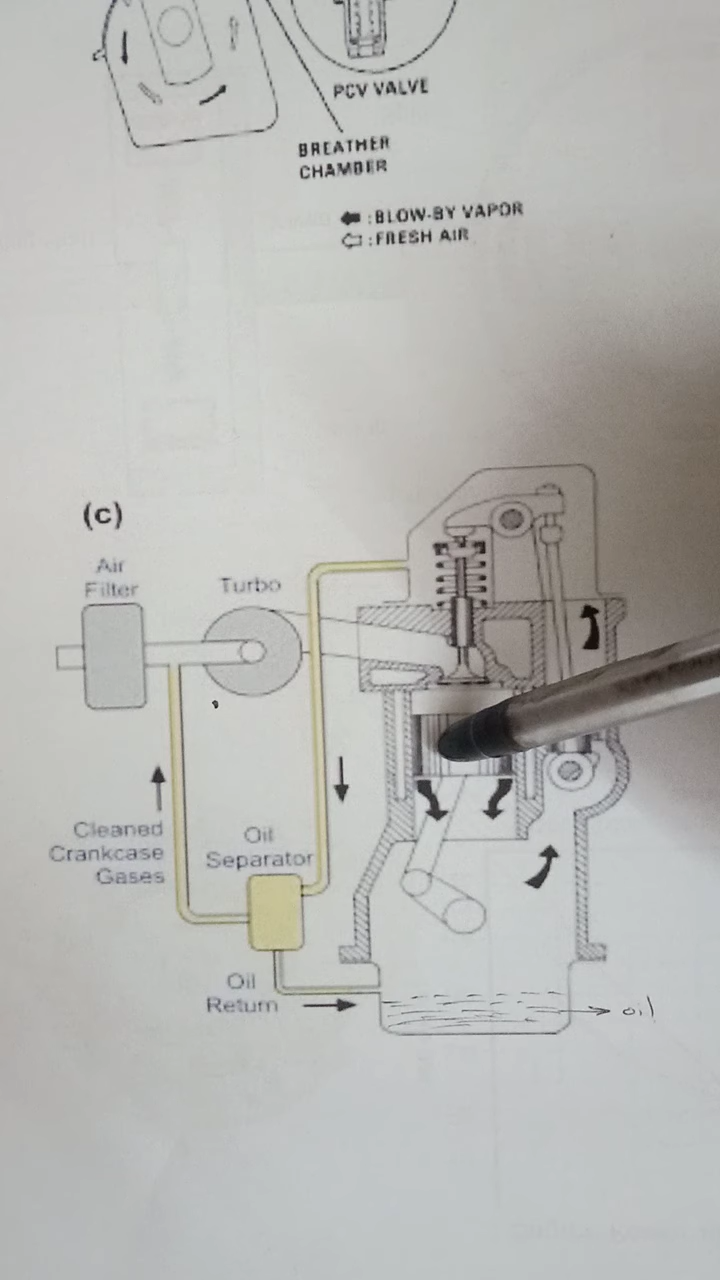 PCV VALVE
BREATHER
CHAMBER
:BLOW-BY VAPOR
:FRESH AIR
(c)
Air
Filter
Turbo
Cleaned
Crankcase
Gases
Oil
Separator
Oil
Return
oil